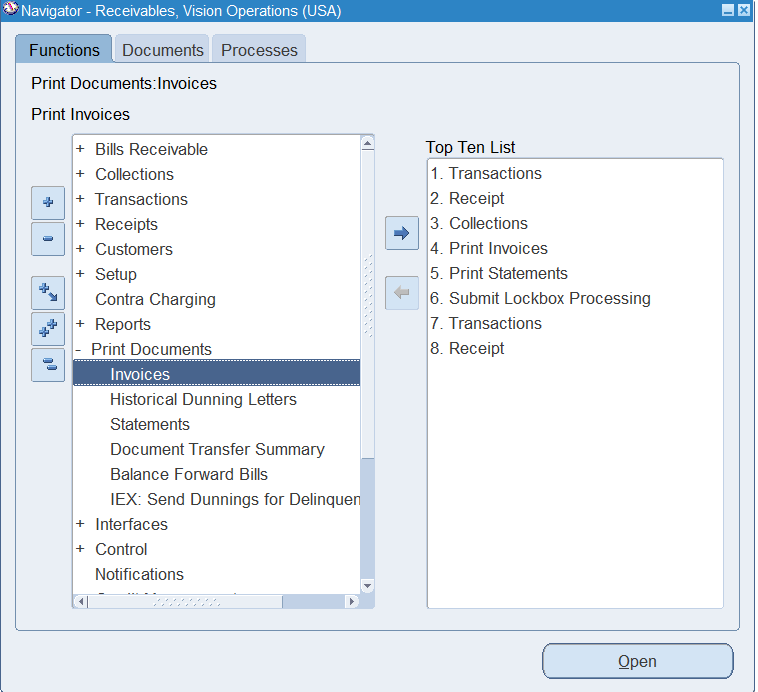 Navigator - Receivables, Vision Operations (USA)
Functions
Documents
Processes
Print Documents:Invoices
Print Invoices
+ Bills Receivable
+ Collections
+ Transactions
+ Receipts
+ Customers
+ Setup
Contra Charging
+ Reports
- Print Documents
Invoices
Historical Dunning Letters
Statements
Document Transfer Summary
Balance Forward Bills
IEX: Send Dunnings for Delinquen
+ Interfaces
+ Control
Notifications
Top Ten List
1. Transactions
2. Receipt
3. Collections
4. Print Invoices
5. Print Statements
6. Submit Lockbox Processing
7. Transactions
8. Receipt
Open